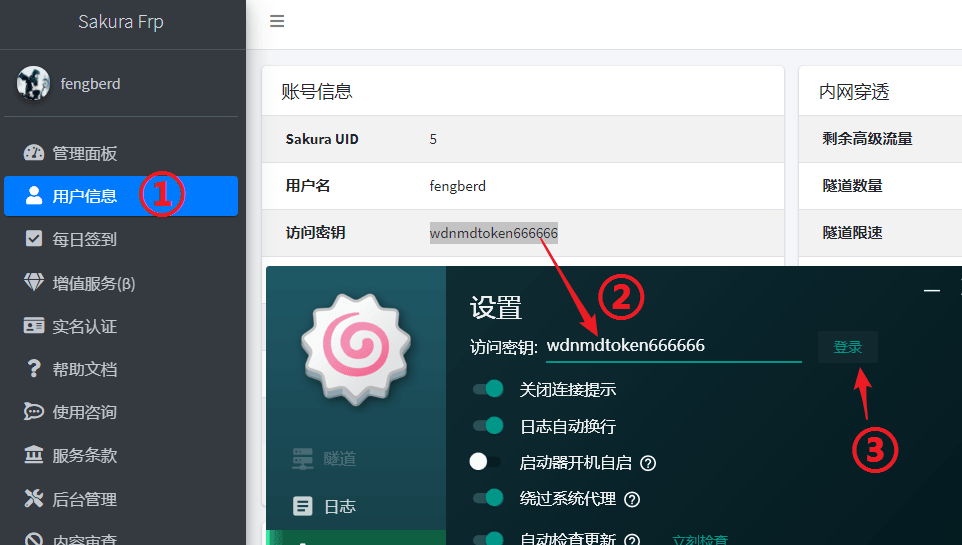 Sakura Frp
fengberd
管理面板
用户信息
①
每日签到
增值服务(β)
实名认证
帮助文档
使用咨询
服务条款
后台管理
内容审查
账号信息
Sakura UID 5
用户名 fengberd
访问密钥 wdnmdtoken666666
内网穿透
剩余高级流量
隧道数量
隧道限速
隧道
日志
设置
②
访问密钥: wdnmdtoken666666 登录
关闭连接提示
日志自动换行
③
启动器开机自启
绕过系统代理
自动检查更新 立刻检查